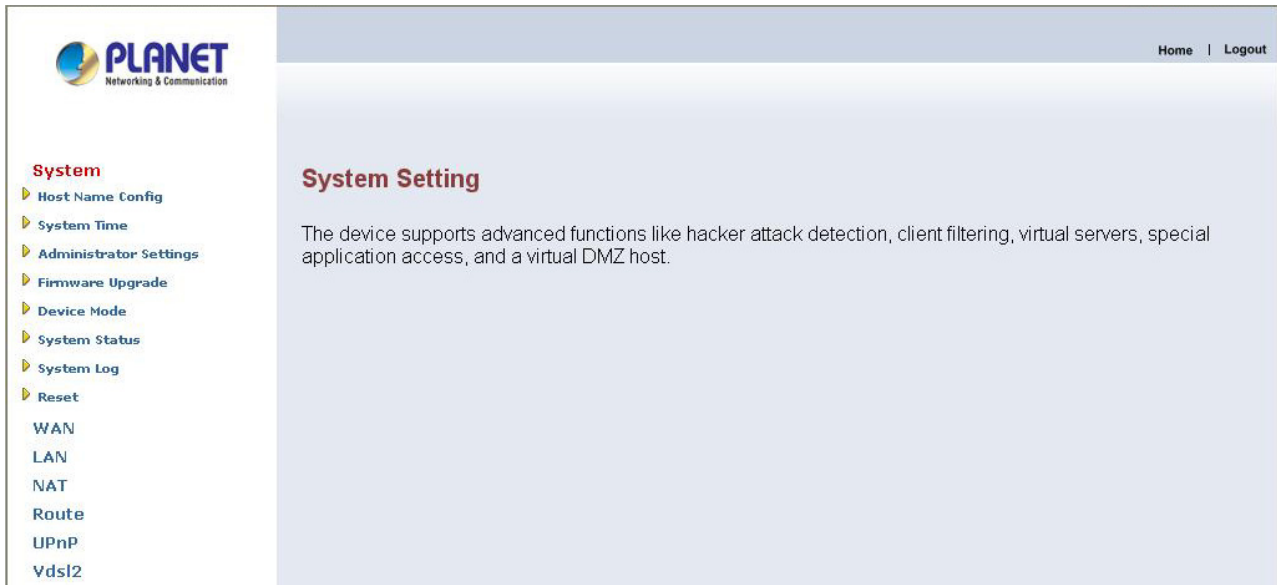 PLANET
Networking & Communication
Home | Logout
System
Host Name Config
System Time
Administrator Settings
Firmware Upgrade
Device Mode
System Status
System Log
Reset
WAN
LAN
NAT
Route
UPnP
Vdsl2
System Setting
The device supports advanced functions like hacker attack detection, client filtering, virtual servers, special
application access, and a virtual DMZ host.